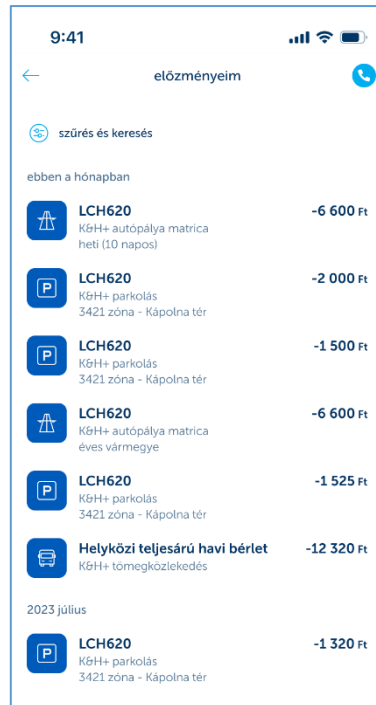 9:41
előzményeim
szűrés és keresés
ebben a hónapban
LCH620 -6 600 Ft
K&H+ autópálya matrica
heti (10 napos)
P LCH620 -2 000 Ft
K&H+ parkolás
3421 zóna - Kápolna tér
P LCH620 -1 500 Ft
K&H+ parkolás
3421 zóna - Kápolna tér
LCH620 -6 600 Ft
K&H+ autópálya matrica
éves vármegye
P LCH620 -1 525 Ft
K&H+ parkolás
3421 zóna - Kápolna tér
Helyközi teljesárú havi bérlet -12 320 Ft
K&H+ tömegközlekedés
2023 július
P LCH620 -1 320 Ft
K&H+ parkolás
3421 zóna - Kápolna tér